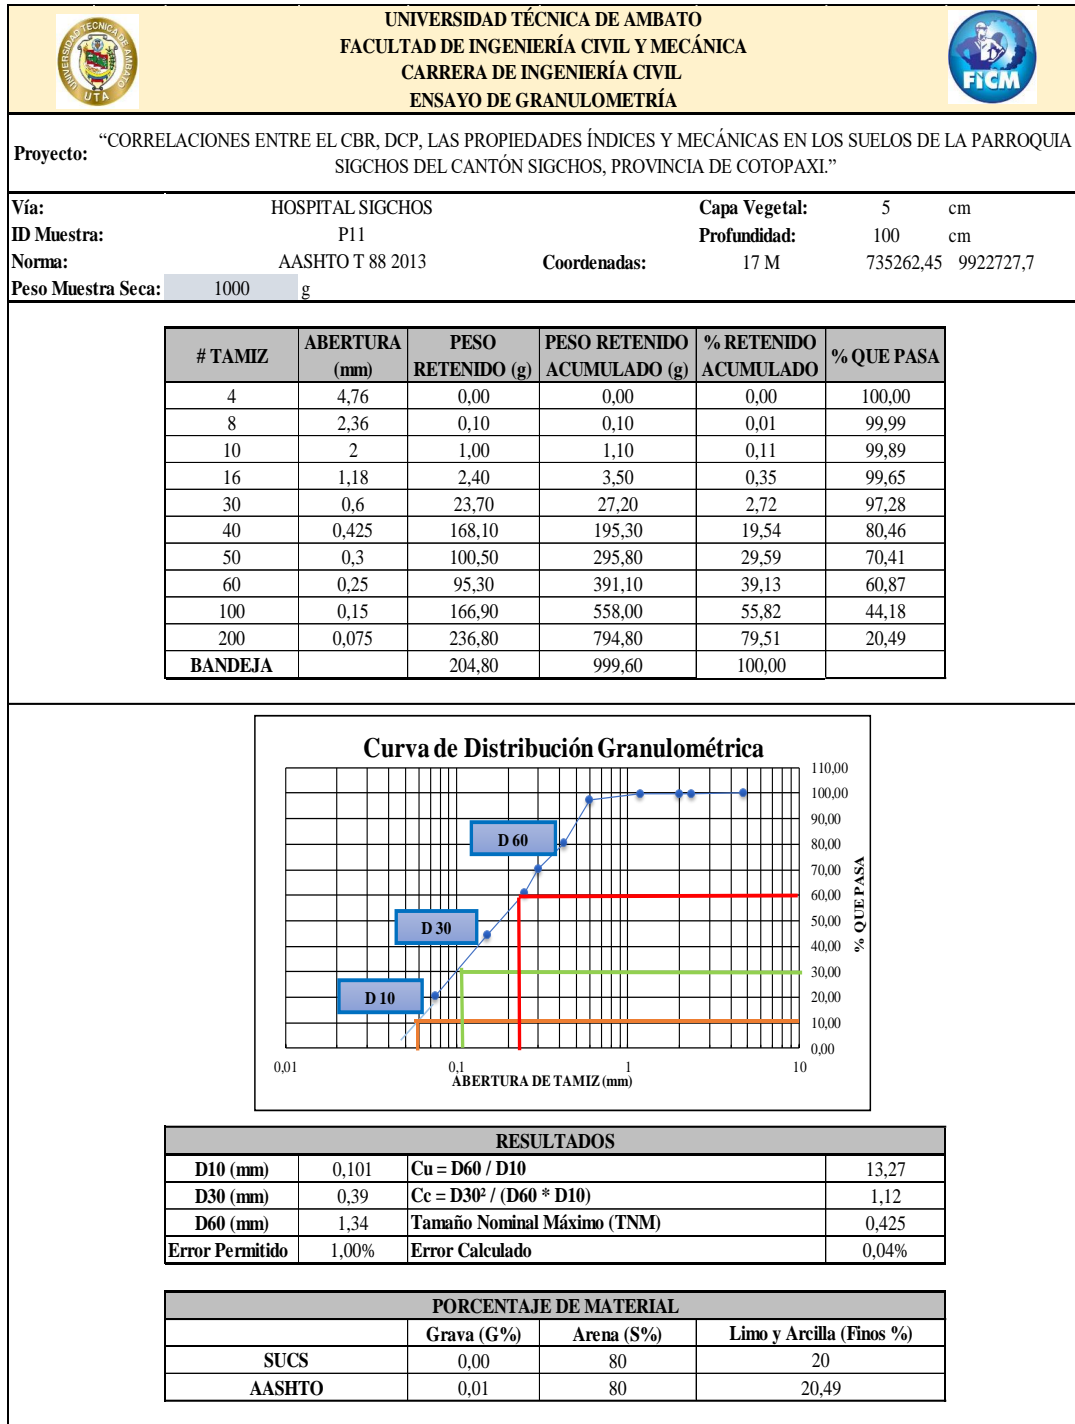 UNIVERSIDAD TÉCNICA DE AMBATO
FACULTAD DE INGENIERÍA CIVIL Y MECÁNICA
CARRERA DE INGENIERÍA CIVIL
ENSAYO DE GRANULOMETRÍA
UNIVERSIDAD TECNICA DE AMBATO
UTA
FICM
Proyecto: “CORRELACIONES ENTRE EL CBR, DCP, LAS PROPIEDADES ÍNDICES Y MECÁNICAS EN LOS SUELOS DE LA PARROQUIA
SIGCHOS DEL CANTÓN SIGCHOS, PROVINCIA DE COTOPAXI.”
Vía: HOSPITAL SIGCHOS Capa Vegetal: 5 cm
ID Muestra: P11 Profundidad: 100 cm
Norma: AASHTO T 88 2013 Coordenadas: 17 M 735262,45 9922727,7
Peso Muestra Seca: 1000 g
# TAMIZ ABERTURA (mm) PESO RETENIDO (g) PESO RETENIDO ACUMULADO (g) % RETENIDO ACUMULADO % QUE PASA
4 4,76 0,00 0,00 0,00 100,00
8 2,36 0,10 0,10 0,01 99,99
10 2 1,00 1,10 0,11 99,89
16 1,18 2,40 3,50 0,35 99,65
30 0,6 23,70 27,20 2,72 97,28
40 0,425 168,10 195,30 19,54 80,46
50 0,3 100,50 295,80 29,59 70,41
60 0,25 95,30 391,10 39,13 60,87
100 0,15 166,90 558,00 55,82 44,18
200 0,075 236,80 794,80 79,51 20,49
BANDEJA 204,80 999,60 100,00
Curva de Distribución Granulométrica
110,00
100,00
90,00
80,00
70,00
60,00
50,00
40,00
30,00
20,00
10,00
0,00
% QUE PASA
D 60
D 30
D 10
0,01 0,1 1 10
ABERTURA DE TAMIZ (mm)
RESULTADOS
D10 (mm) 0,101 Cu = D60 / D10 13,27
D30 (mm) 0,39 Cc = D30² / (D60 * D10) 1,12
D60 (mm) 1,34 Tamaño Nominal Máximo (TNM) 0,425
Error Permitido 1,00% Error Calculado 0,04%
PORCENTAJE DE MATERIAL
Grava (G%) Arena (S%) Limo y Arcilla (Finos %)
SUCS 0,00 80 20
AASHTO 0,01 80 20,49